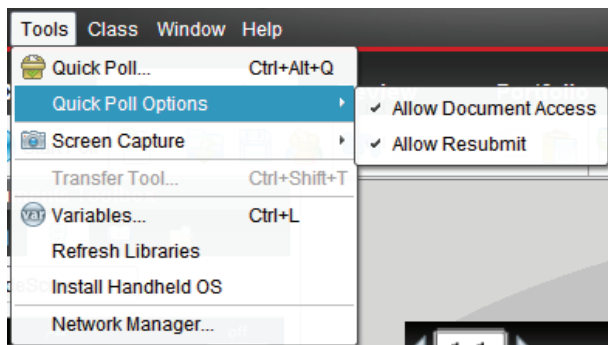 Tools Class Window Help
Quick Poll... Ctrl+Alt+Q
Quick Poll Options
Allow Document Access
Screen Capture
Allow Resubmit
Transfer Tool... Ctrl+Shift+T
Variables... Ctrl+L
Refresh Libraries
Install Handheld OS
Network Manager...